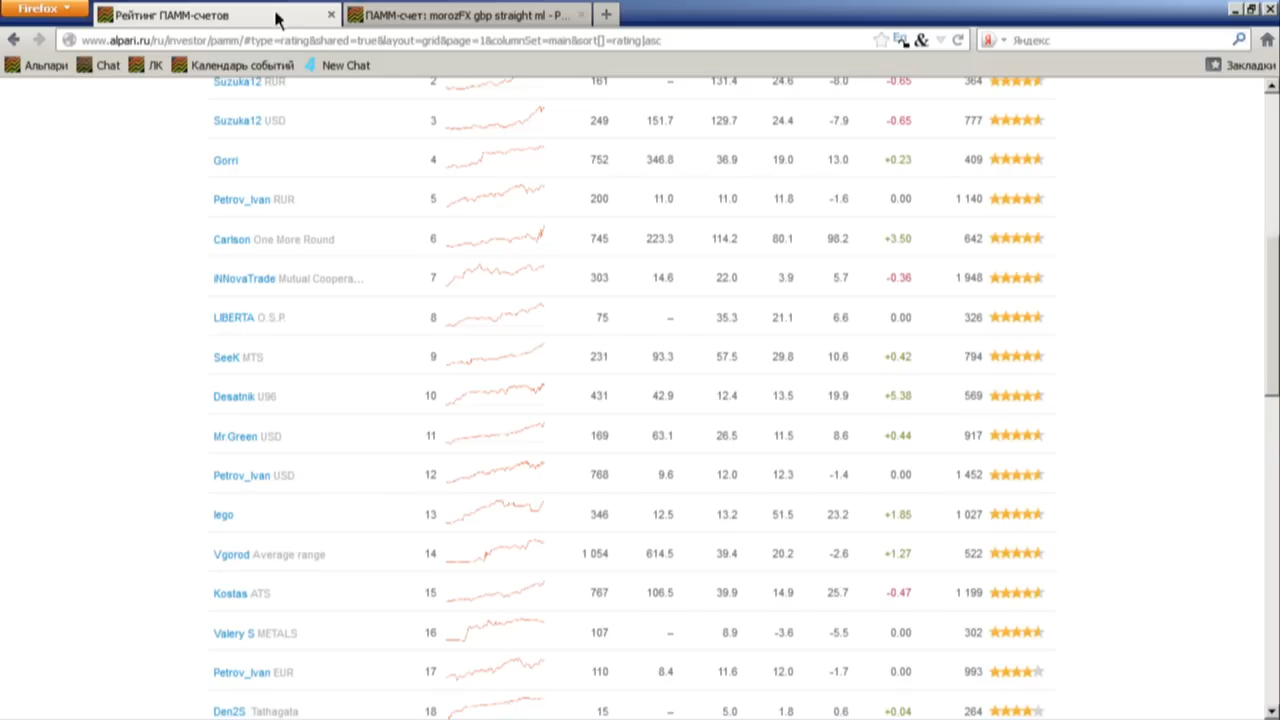 Firefox
Рейтинг ПАММ-счетов
ПАММ-счет: morozFX gbp straight ml - P...
www.alpari.ru/ru/investor/pamm/#type=rating&shared=true&layout=grid&page=1&columnSet=main&sort[]=rating|asc
Яндекс
Альпари Chat ЛК Календарь событий New Chat Закладки
Suzuka12 RUR 2 161 – 131.4 24.6 -8.0 -0.65 364
Suzuka12 USD 3 249 151.7 129.7 24.4 -7.9 -0.65 777
Gorri 4 752 346.8 36.9 19.0 13.0 +0.23 409
Petrov_Ivan RUR 5 200 11.0 11.0 11.8 -1.6 0.00 1 140
Carlson One More Round 6 745 223.3 114.2 80.1 98.2 +3.50 642
iNNovaTrade Mutual Coopera... 7 303 14.6 22.0 3.9 5.7 -0.36 1 948
LIBERTA O.S.P. 8 75 – 35.3 21.1 6.6 0.00 326
SeeK MTS 9 231 93.3 57.5 29.8 10.6 +0.42 794
Desatnik U96 10 431 42.9 12.4 13.5 19.9 +5.38 569
Mr.Green USD 11 169 63.1 26.5 11.5 8.6 +0.44 917
Petrov_Ivan USD 12 768 9.6 12.0 12.3 -1.4 0.00 1 452
lego 13 346 12.5 13.2 51.5 23.2 +1.85 1 027
Vgorod Average range 14 1 054 614.5 39.4 20.2 -2.6 +1.27 522
Kostas ATS 15 767 106.5 39.9 14.9 25.7 -0.47 1 199
Valery S METALS 16 107 – 8.9 -3.6 -5.5 0.00 302
Petrov_Ivan EUR 17 110 8.4 11.6 12.0 -1.7 0.00 993
Den2S Tathagata 18 15 – 5.0 1.8 0.6 +0.04 264